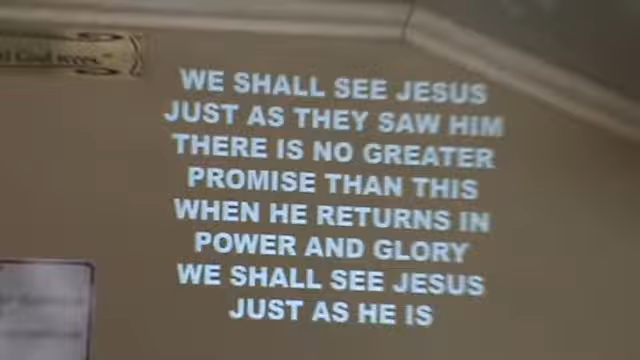 WE SHALL SEE JESUS
JUST AS THEY SAW HIM
THERE IS NO GREATER
PROMISE THAN THIS
WHEN HE RETURNS IN
POWER AND GLORY
WE SHALL SEE JESUS
JUST AS HE IS